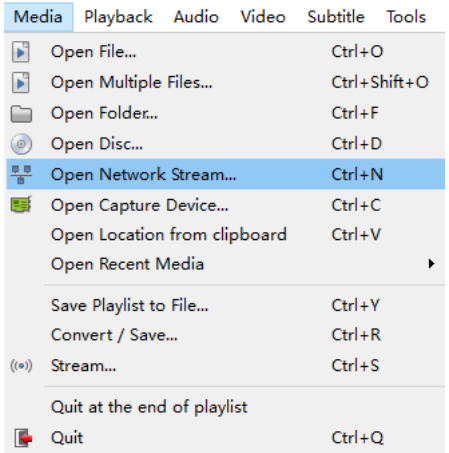 Media Playback Audio Video Subtitle Tools
Open File... Ctrl+O
Open Multiple Files... Ctrl+Shift+O
Open Folder... Ctrl+F
Open Disc... Ctrl+D
Open Network Stream... Ctrl+N
Open Capture Device... Ctrl+C
Open Location from clipboard Ctrl+V
Open Recent Media
Save Playlist to File... Ctrl+Y
Convert / Save... Ctrl+R
Stream... Ctrl+S
Quit at the end of playlist
Quit Ctrl+Q